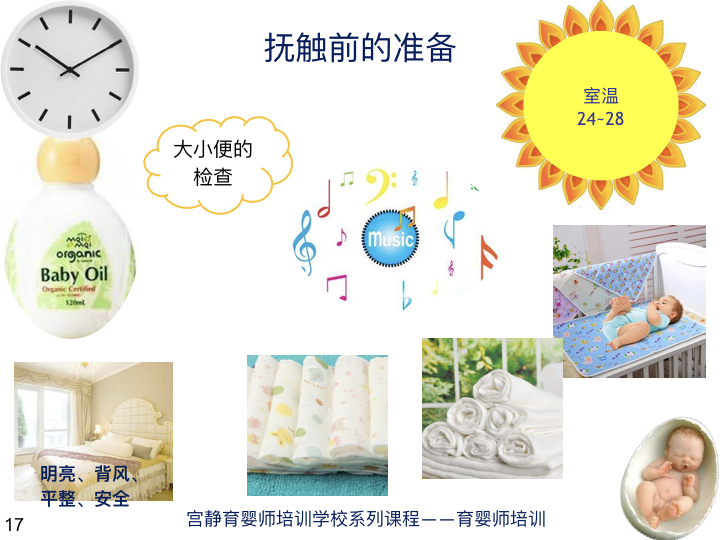 抚触前的准备
室温
24~28
大小便的
检查
Music
organic
Baby Oil
Organic Certified
120mL
明亮、背风、
平整、安全
17
宫静育婴师培训学校系列课程——育婴师培训